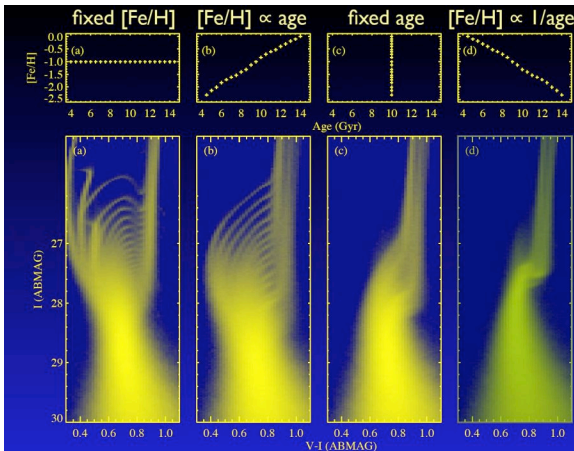 fixed [Fe/H] [Fe/H] ∝ age fixed age [Fe/H] ∝ 1/age
[Fe/H]
0.0
-0.5
-1.0
-1.5
-2.0
-2.5
(a) (b) (c) (d)
4 6 8 10 12 14 4 6 8 10 12 14 4 6 8 10 12 14 4 6 8 10 12 14
Age (Gyr)
(a) (b) (c) (d)
I (ABMAG)
27
28
29
30
0.4 0.6 0.8 1.0 0.4 0.6 0.8 1.0 0.4 0.6 0.8 1.0 0.4 0.6 0.8 1.0
V-I (ABMAG)